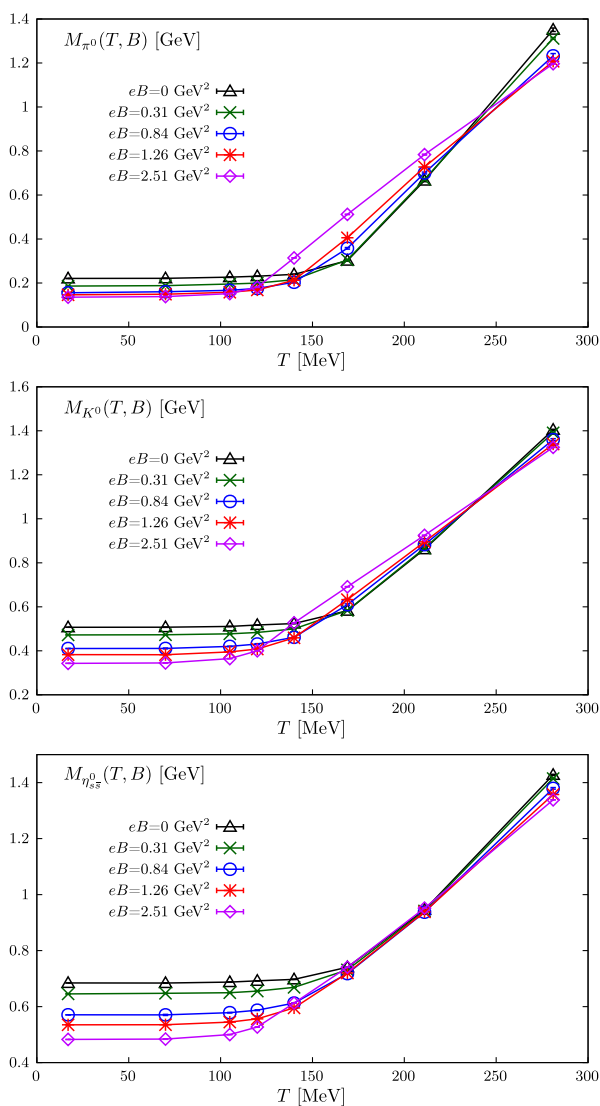 M_{π^0}(T, B) [GeV]
eB=0 GeV²
eB=0.31 GeV²
eB=0.84 GeV²
eB=1.26 GeV²
eB=2.51 GeV²
1.4
1.2
1
0.8
0.6
0.4
0.2
0
0 50 100 150 200 250 300
T [MeV]
M_{K^0}(T, B) [GeV]
eB=0 GeV²
eB=0.31 GeV²
eB=0.84 GeV²
eB=1.26 GeV²
eB=2.51 GeV²
1.6
1.4
1.2
1
0.8
0.6
0.4
0.2
0 50 100 150 200 250 300
T [MeV]
M_{η^0_{ss̄}}(T, B) [GeV]
eB=0 GeV²
eB=0.31 GeV²
eB=0.84 GeV²
eB=1.26 GeV²
eB=2.51 GeV²
1.4
1.2
1
0.8
0.6
0.4
0 50 100 150 200 250 300
T [MeV]